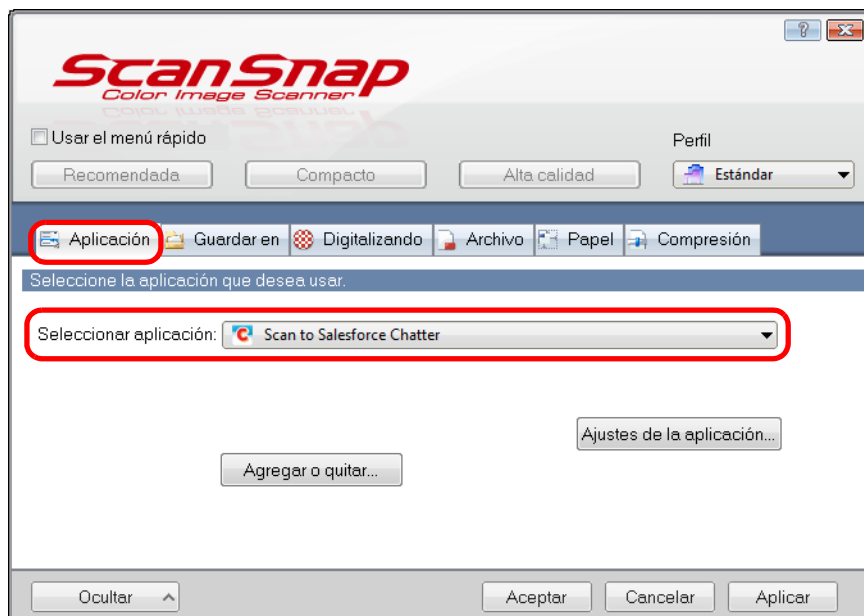 ScanSnap
Color Image Scanner
Usar el menú rápido
Perfil
Recomendada Compacto Alta calidad Estándar
Aplicación Guardar en Digitalizando Archivo Papel Compresión
Seleccione la aplicación que desea usar.
Seleccionar aplicación: Scan to Salesforce Chatter
Ajustes de la aplicación...
Agregar o quitar...
Ocultar Aceptar Cancelar Aplicar